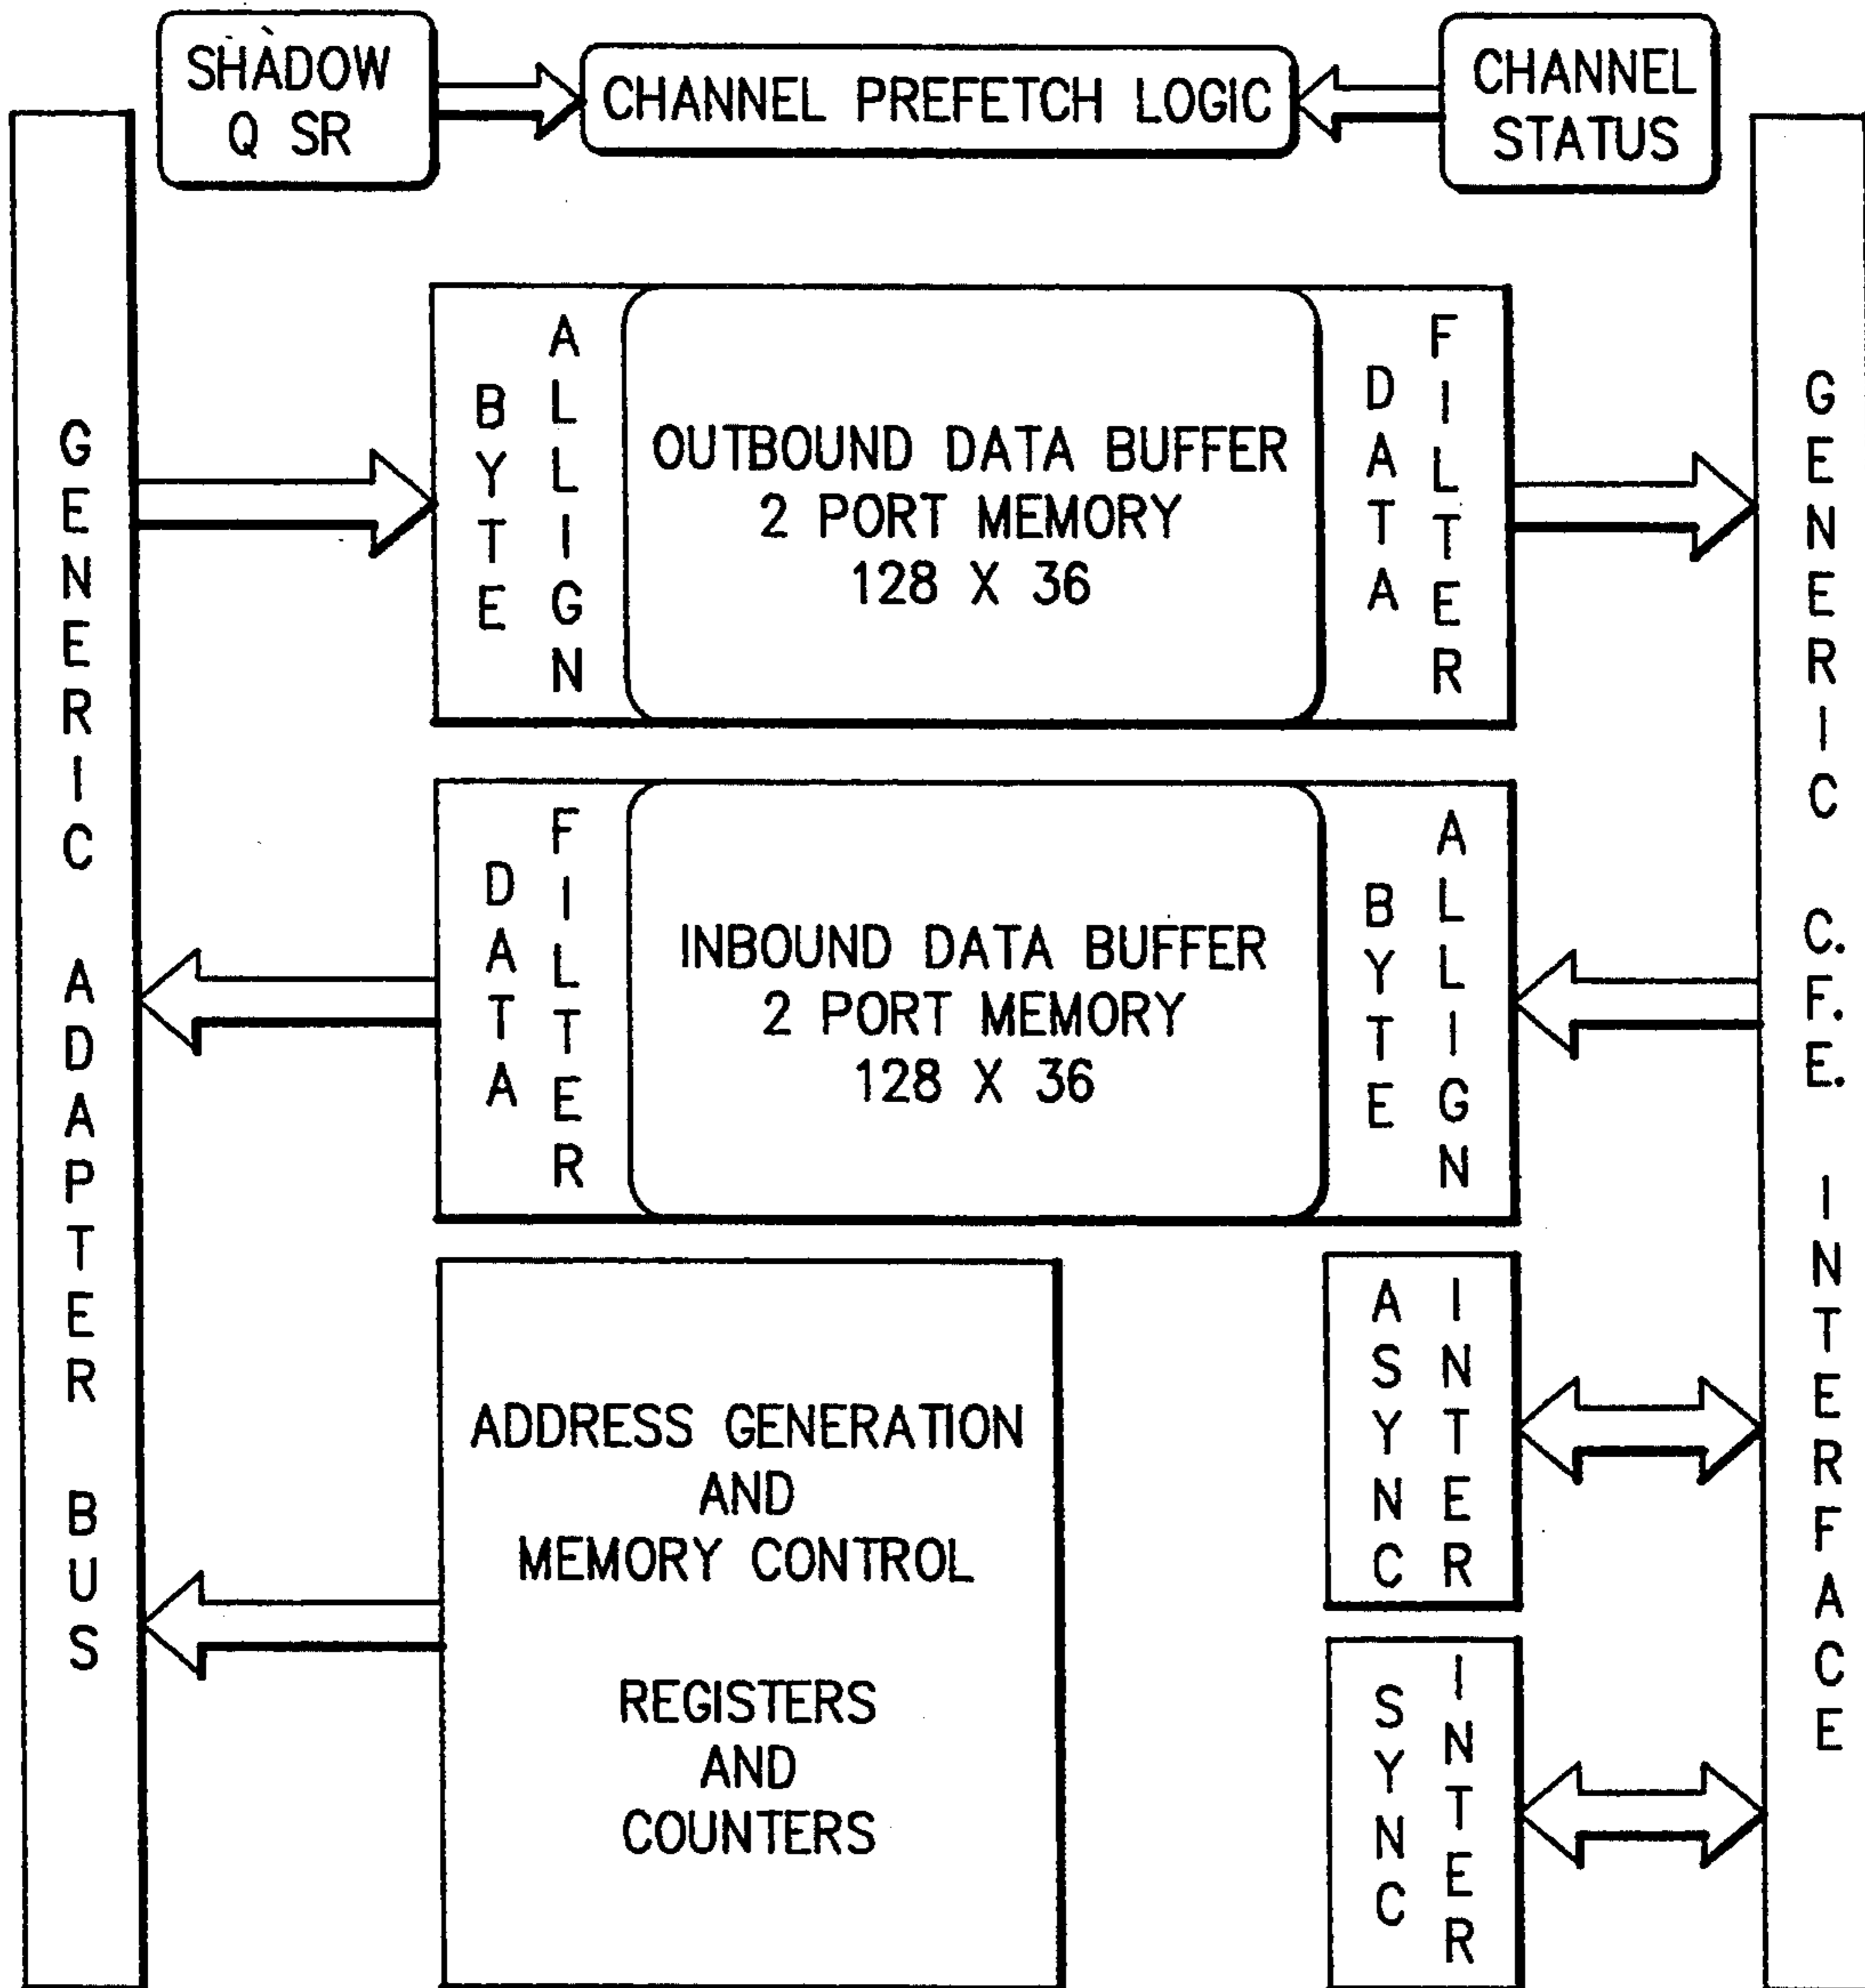 SHADOW
Q SR
CHANNEL PREFETCH LOGIC
CHANNEL
STATUS
GENERIC ADAPTER BUS
BYTE
ALLIGN
OUTBOUND DATA BUFFER
2 PORT MEMORY
128 X 36
DATA
FILTER
GENERIC C.F.E. INTERFACE
DATA
FILTER
INBOUND DATA BUFFER
2 PORT MEMORY
128 X 36
BYTE
ALLIGN
ADDRESS GENERATION
AND
MEMORY CONTROL
REGISTERS
AND
COUNTERS
ASYNC
INTER
SYNC
INTER